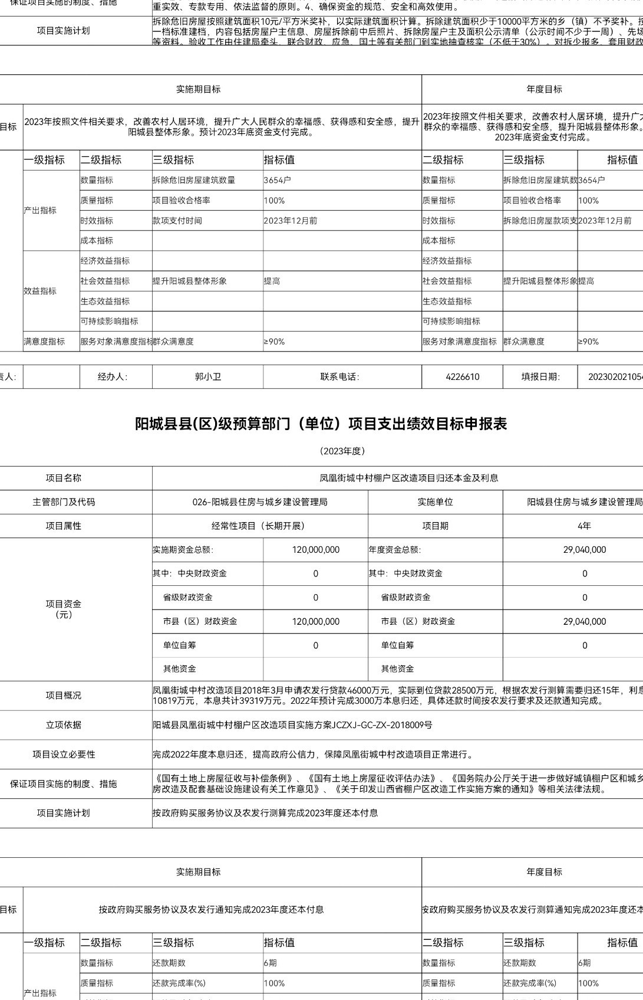 保证项目实施的制度、措施
重实效、专款专用、依法监督的原则。4、确保资金的规范、安全和高效使用。
项目实施计划
拆除危旧房屋按照建筑面积10元/平方米奖补，以实际建筑面积计算。拆除建筑面积少于10000平方米的乡（镇）不予奖补。按
一档标准建档，内容包括房屋户主信息、房屋拆除前中后照片、拆除房屋户主及面积公示清单（公示时间不少于一周）、先场
等资料。验收工作由住建局牵头、联合财政、应急、国土等有关部门到实地抽查核实（不低于30%）。对拆少报多、套用财政
实施期目标 年度目标
目标
2023年按照文件相关要求，改善农村人居环境，提升广大人民群众的幸福感、获得感和安全感，提升
阳城县整体形象。预计2023年底资金支付完成。
2023年按照文件相关要求，改善农村人居环境，提升广大
群众的幸福感、获得感和安全感，提升阳城县整体形象。
2023年底资金支付完成。
一级指标 二级指标 三级指标 指标值 二级指标 三级指标 指标值
产出指标
数量指标 拆除危旧房屋建筑数量 3654户 数量指标 拆除危旧房屋建筑数 3654户
质量指标 项目验收合格率 100% 质量指标 项目验收合格率 100%
时效指标 款项支付时间 2023年12月前 时效指标 拆除危旧房屋款项支 2023年12月前
成本指标 成本指标
效益指标
经济效益指标 经济效益指标
社会效益指标 提升阳城县整体形象 提高 社会效益指标 提升阳城县整体形象 提高
生态效益指标 生态效益指标
可持续影响指标 可持续影响指标
满意度指标 服务对象满意度指标 群众满意度 ≥90% 服务对象满意度指标 群众满意度 ≥90%
责人： 经办人： 郭小卫 联系电话： 4226610 填报日期： 202302021054
阳城县县(区)级预算部门（单位）项目支出绩效目标申报表
（2023年度）
项目名称 凤凰街城中村棚户区改造项目归还本金及利息
主管部门及代码 026-阳城县住房与城乡建设管理局 实施单位 阳城县住房与城乡建设管理局
项目属性 经常性项目（长期开展） 项目期 4年
项目资金
（元）
实施期资金总额： 120,000,000 年度资金总额： 29,040,000
其中：中央财政资金 0 其中：中央财政资金 0
省级财政资金 0 省级财政资金 0
市县（区）财政资金 120,000,000 市县（区）财政资金 29,040,000
单位自筹 0 单位自筹 0
其他资金 其他资金
项目概况
凤凰街城中村改造项目2018年3月申请农发行贷款46000万元，实际到位贷款28500万元，根据农发行测算需要归还15年，利息
10819万元，本息共计39319万元。2022年预计完成3000万本息归还，具体还款时间按农发行要求及还款通知完成。
立项依据 阳城县凤凰街城中村棚户区改造项目实施方案JCZXJ-GC-ZX-2018009号
项目设立必要性 完成2022年度本息归还，提高政府公信力，保障凤凰街城中村改造项目正常进行。
保证项目实施的制度、措施
《国有土地上房屋征收与补偿条例》、《国有土地上房屋征收评估办法》、《国务院办公厅关于进一步做好城镇棚户区和城乡
房改造及配套基础设施建设有关工作意见》、《关于印发山西省棚户区改造工作实施方案的通知》等相关法律法规。
项目实施计划 按政府购买服务协议及农发行测算完成2023年度还本付息
实施期目标 年度目标
目标 按政府购买服务协议及农发行通知完成2023年度还本付息 按政府购买服务协议及农发行测算通知完成2023年度还本
一级指标 二级指标 三级指标 指标值 二级指标 三级指标 指标值
产出指标
数量指标 还款期数 6期 数量指标 还款期数 6期
质量指标 还款完成率(%) 100% 质量指标 还款完成率(%) 100%